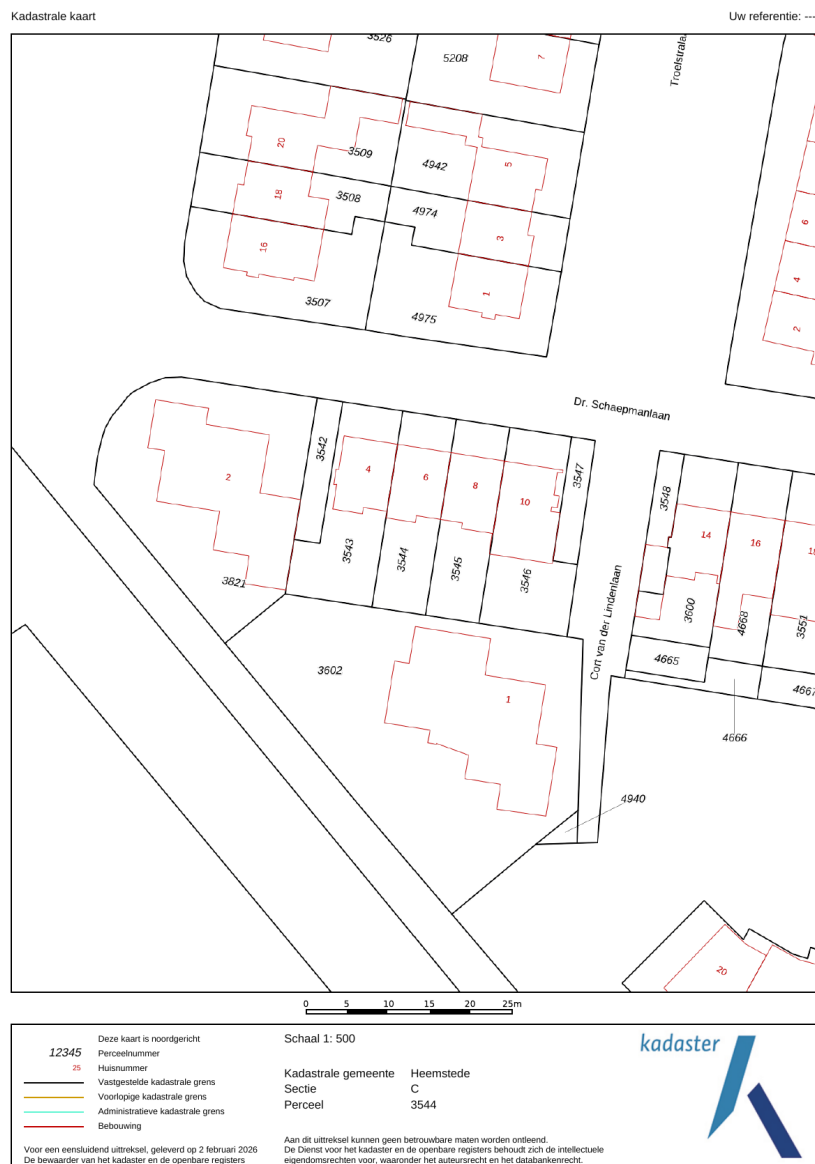 Kadastrale kaart
Uw referentie: ---
3526
5208
7
Troelstrala
20
3509
4942
5
18
3508
4974
6
16
3
4
3507
1
4975
2
Dr. Schaepmanlaan
3542
4
6
8
10
3547
2
3548
14
16
3543
3544
3545
3546
3821
Cort van der Lindenlaan
3600
4668
3551
3602
4665
1
4667
4666
4940
20
0 5 10 15 20 25m
Deze kaart is noordgericht
12345 Perceelnummer
25 Huisnummer
Vastgestelde kadastrale grens
Voorlopige kadastrale grens
Administratieve kadastrale grens
Bebouwing
Voor een eensluidend uittreksel, geleverd op 2 februari 2026
De bewaarder van het kadaster en de openbare registers
Schaal 1: 500
Kadastrale gemeente Heemstede
Sectie C
Perceel 3544
Aan dit uittreksel kunnen geen betrouwbare maten worden ontleend.
De Dienst voor het kadaster en de openbare registers behoudt zich de intellectuele
eigendomsrechten voor, waaronder het auteursrecht en het databankenrecht.
kadaster